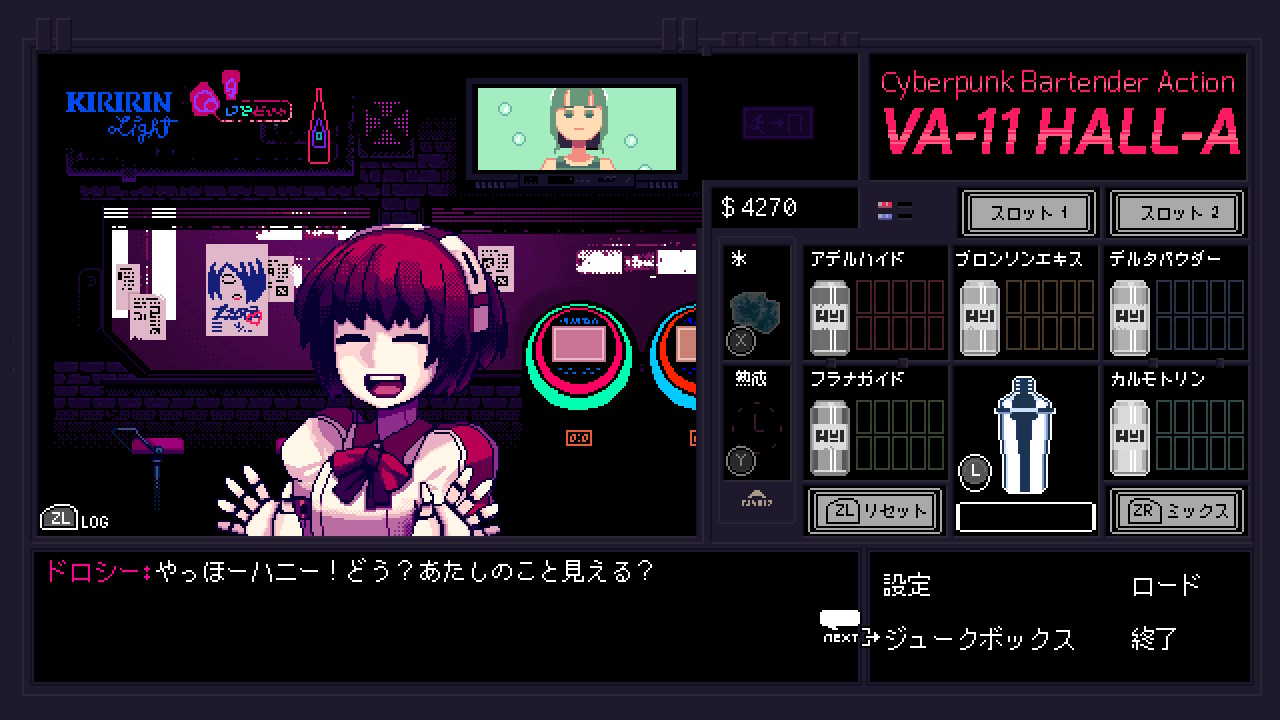 KIRIRIN
Light
Cyberpunk Bartender Action
VA-11 HALL-A
$ 4270
スロット 1
スロット 2
氷
アデルハイド
ブロンソンエキス
デルタパウダー
X
熟成
フラナガイド
カルモトリン
Y
L
ZL リセット
ZR ミックス
0:0
ZL LOG
ドロシー:やっほーハニー！どう？あたしのこと見える？
NEXT
設定
ロード
ジュークボックス
終了